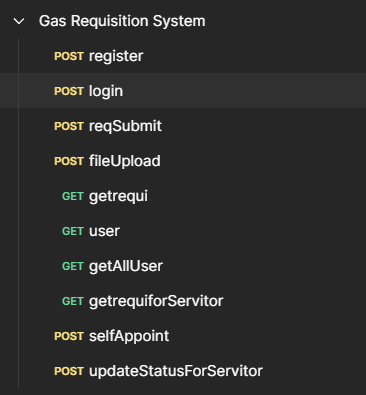 Gas Requisition System
POST register
POST login
POST reqSubmit
POST fileUpload
GET getrequi
GET user
GET getAllUser
GET getrequiforServitor
POST selfAppoint
POST updateStatusForServitor